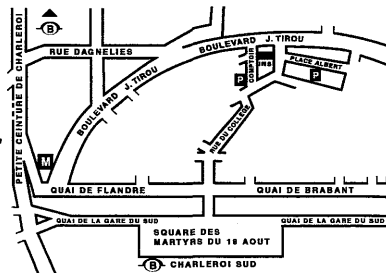 B
RUE DAGNELIES
PETITE CEINTURE DE CHARLEROI
BOULEVARD J. TIROU
BOULEVARD J. TIROU
COMPTOIR
P
PLACE ALBERT
P
RUE DU COLLEGE
M
QUAI DE FLANDRE
QUAI DE BRABANT
QUAI DE LA GARE DU SUD
QUAI DE LA GARE DU SUD
SQUARE DES
MARTYRS DU 18 AOUT
B CHARLEROI SUD